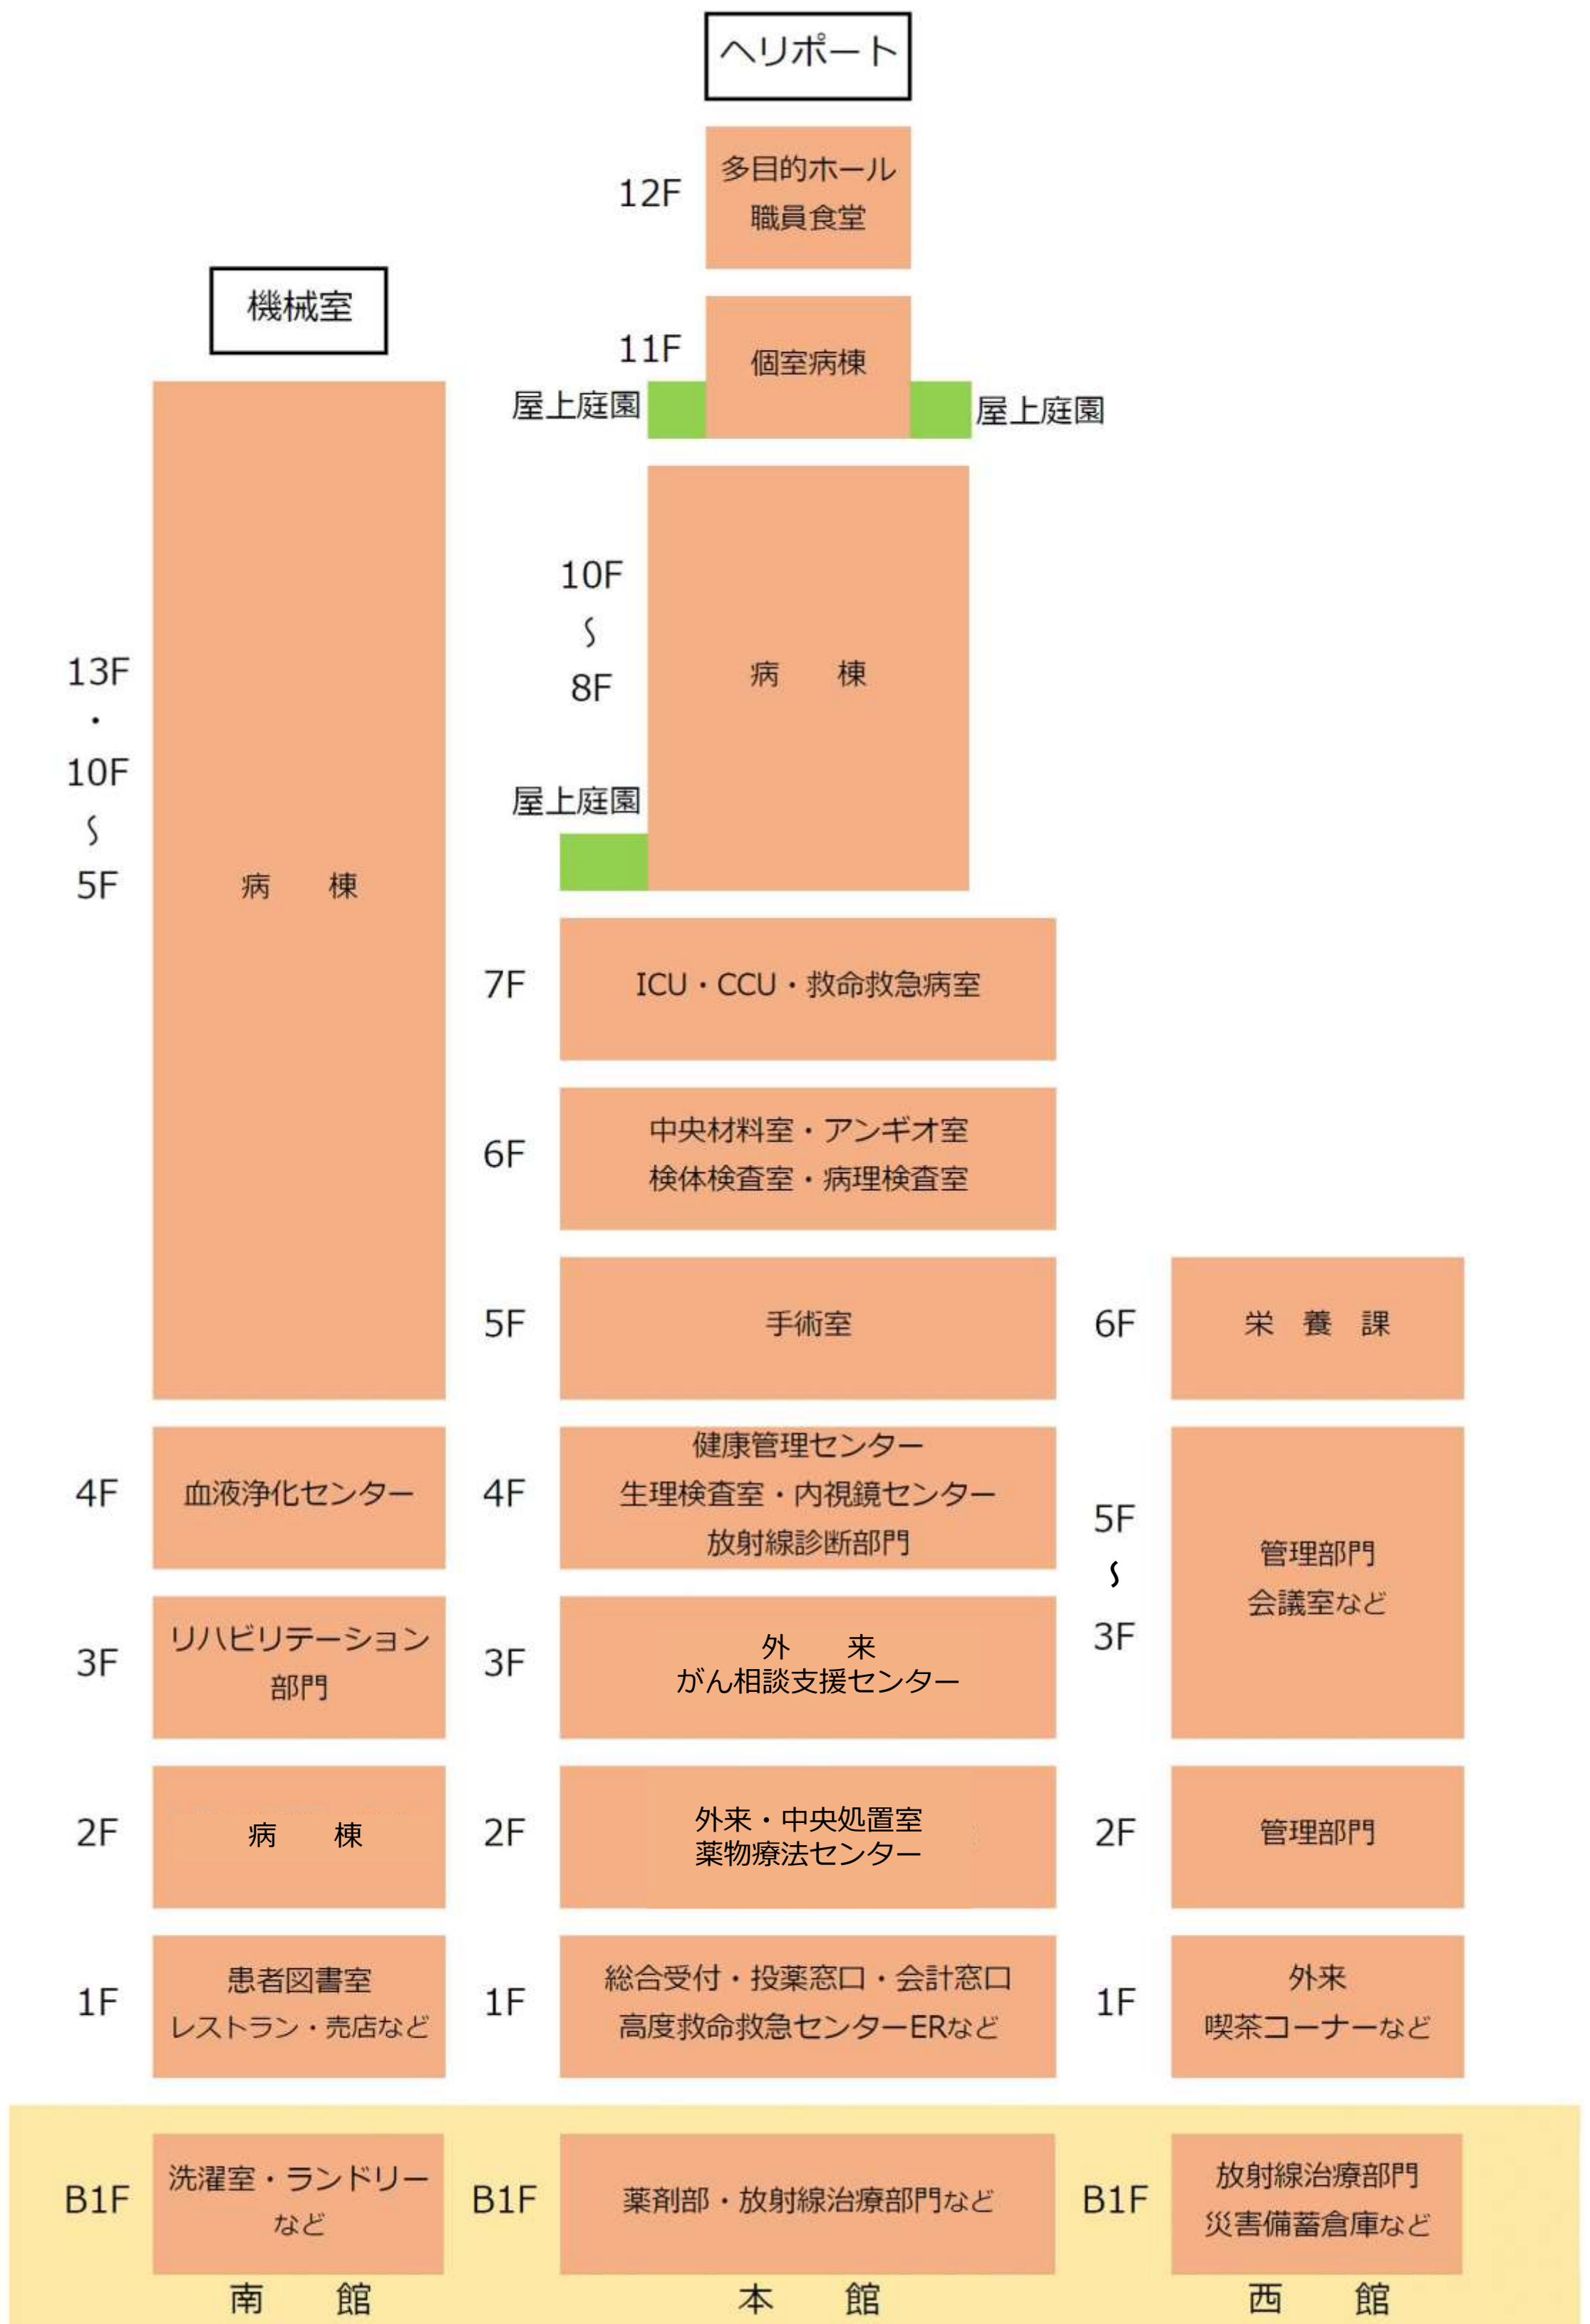 ヘリポート
12F
多目的ホール
職員食堂
11F
個室病棟
屋上庭園
屋上庭園
10F
～
8F
病　棟
屋上庭園
7F
ICU・CCU・救命救急病室
6F
中央材料室・アンギオ室
検体検査室・病理検査室
5F
手術室
4F
健康管理センター
生理検査室・内視鏡センター
放射線診断部門
3F
外　来
がん相談支援センター
2F
外来・中央処置室
薬物療法センター
1F
総合受付・投薬窓口・会計窓口
高度救命救急センターERなど
B1F
薬剤部・放射線治療部門など
本　館
機械室
13F
・
10F
～
5F
病　棟
4F
血液浄化センター
3F
リハビリテーション
部門
2F
病　棟
1F
患者図書室
レストラン・売店など
B1F
洗濯室・ランドリー
など
南　館
6F
栄　養　課
5F
～
3F
管理部門
会議室など
2F
管理部門
1F
外来
喫茶コーナーなど
B1F
放射線治療部門
災害備蓄倉庫など
西　館